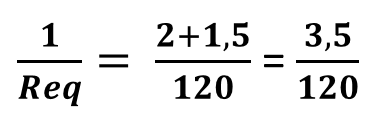 1/Req = 2+1,5/120 = 3,5/120